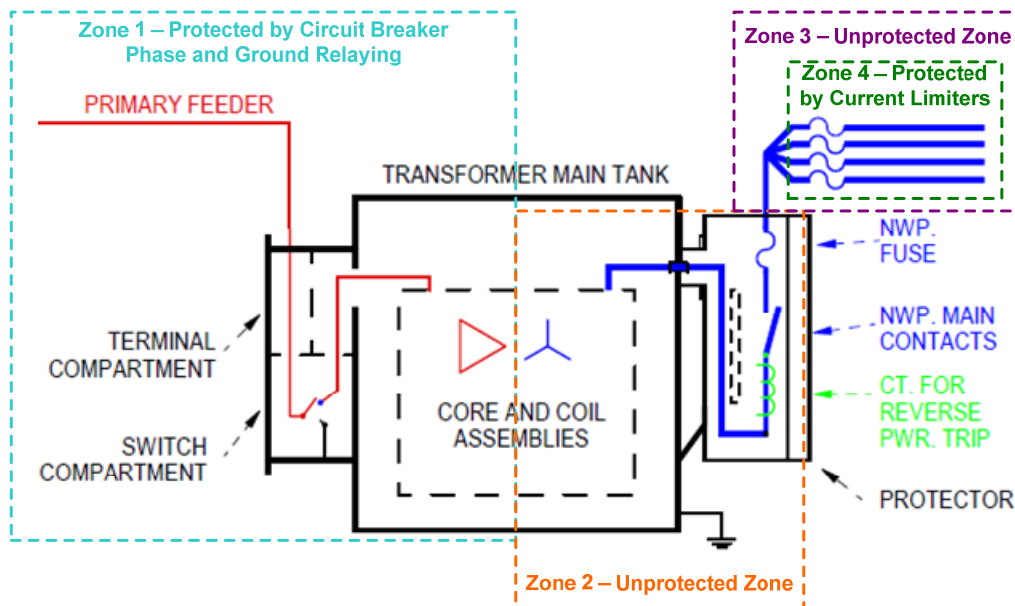 Zone 1 – Protected by Circuit Breaker
Phase and Ground Relaying
Zone 3 – Unprotected Zone
Zone 4 – Protected
by Current Limiters
PRIMARY FEEDER
TRANSFORMER MAIN TANK
NWP.
FUSE
TERMINAL
COMPARTMENT
NWP. MAIN
CONTACTS
CORE AND COIL
ASSEMBLIES
CT. FOR
REVERSE
PWR. TRIP
SWITCH
COMPARTMENT
PROTECTOR
Zone 2 – Unprotected Zone